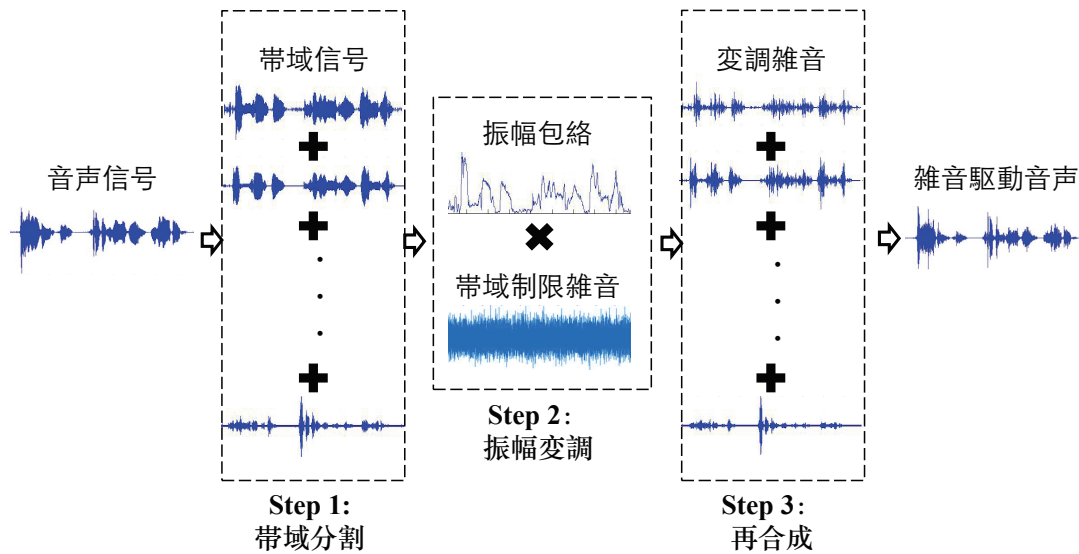 音声信号
帯域信号
Step 1:
帯域分割
振幅包絡
帯域制限雑音
Step 2:
振幅変調
変調雑音
Step 3:
再合成
雑音駆動音声